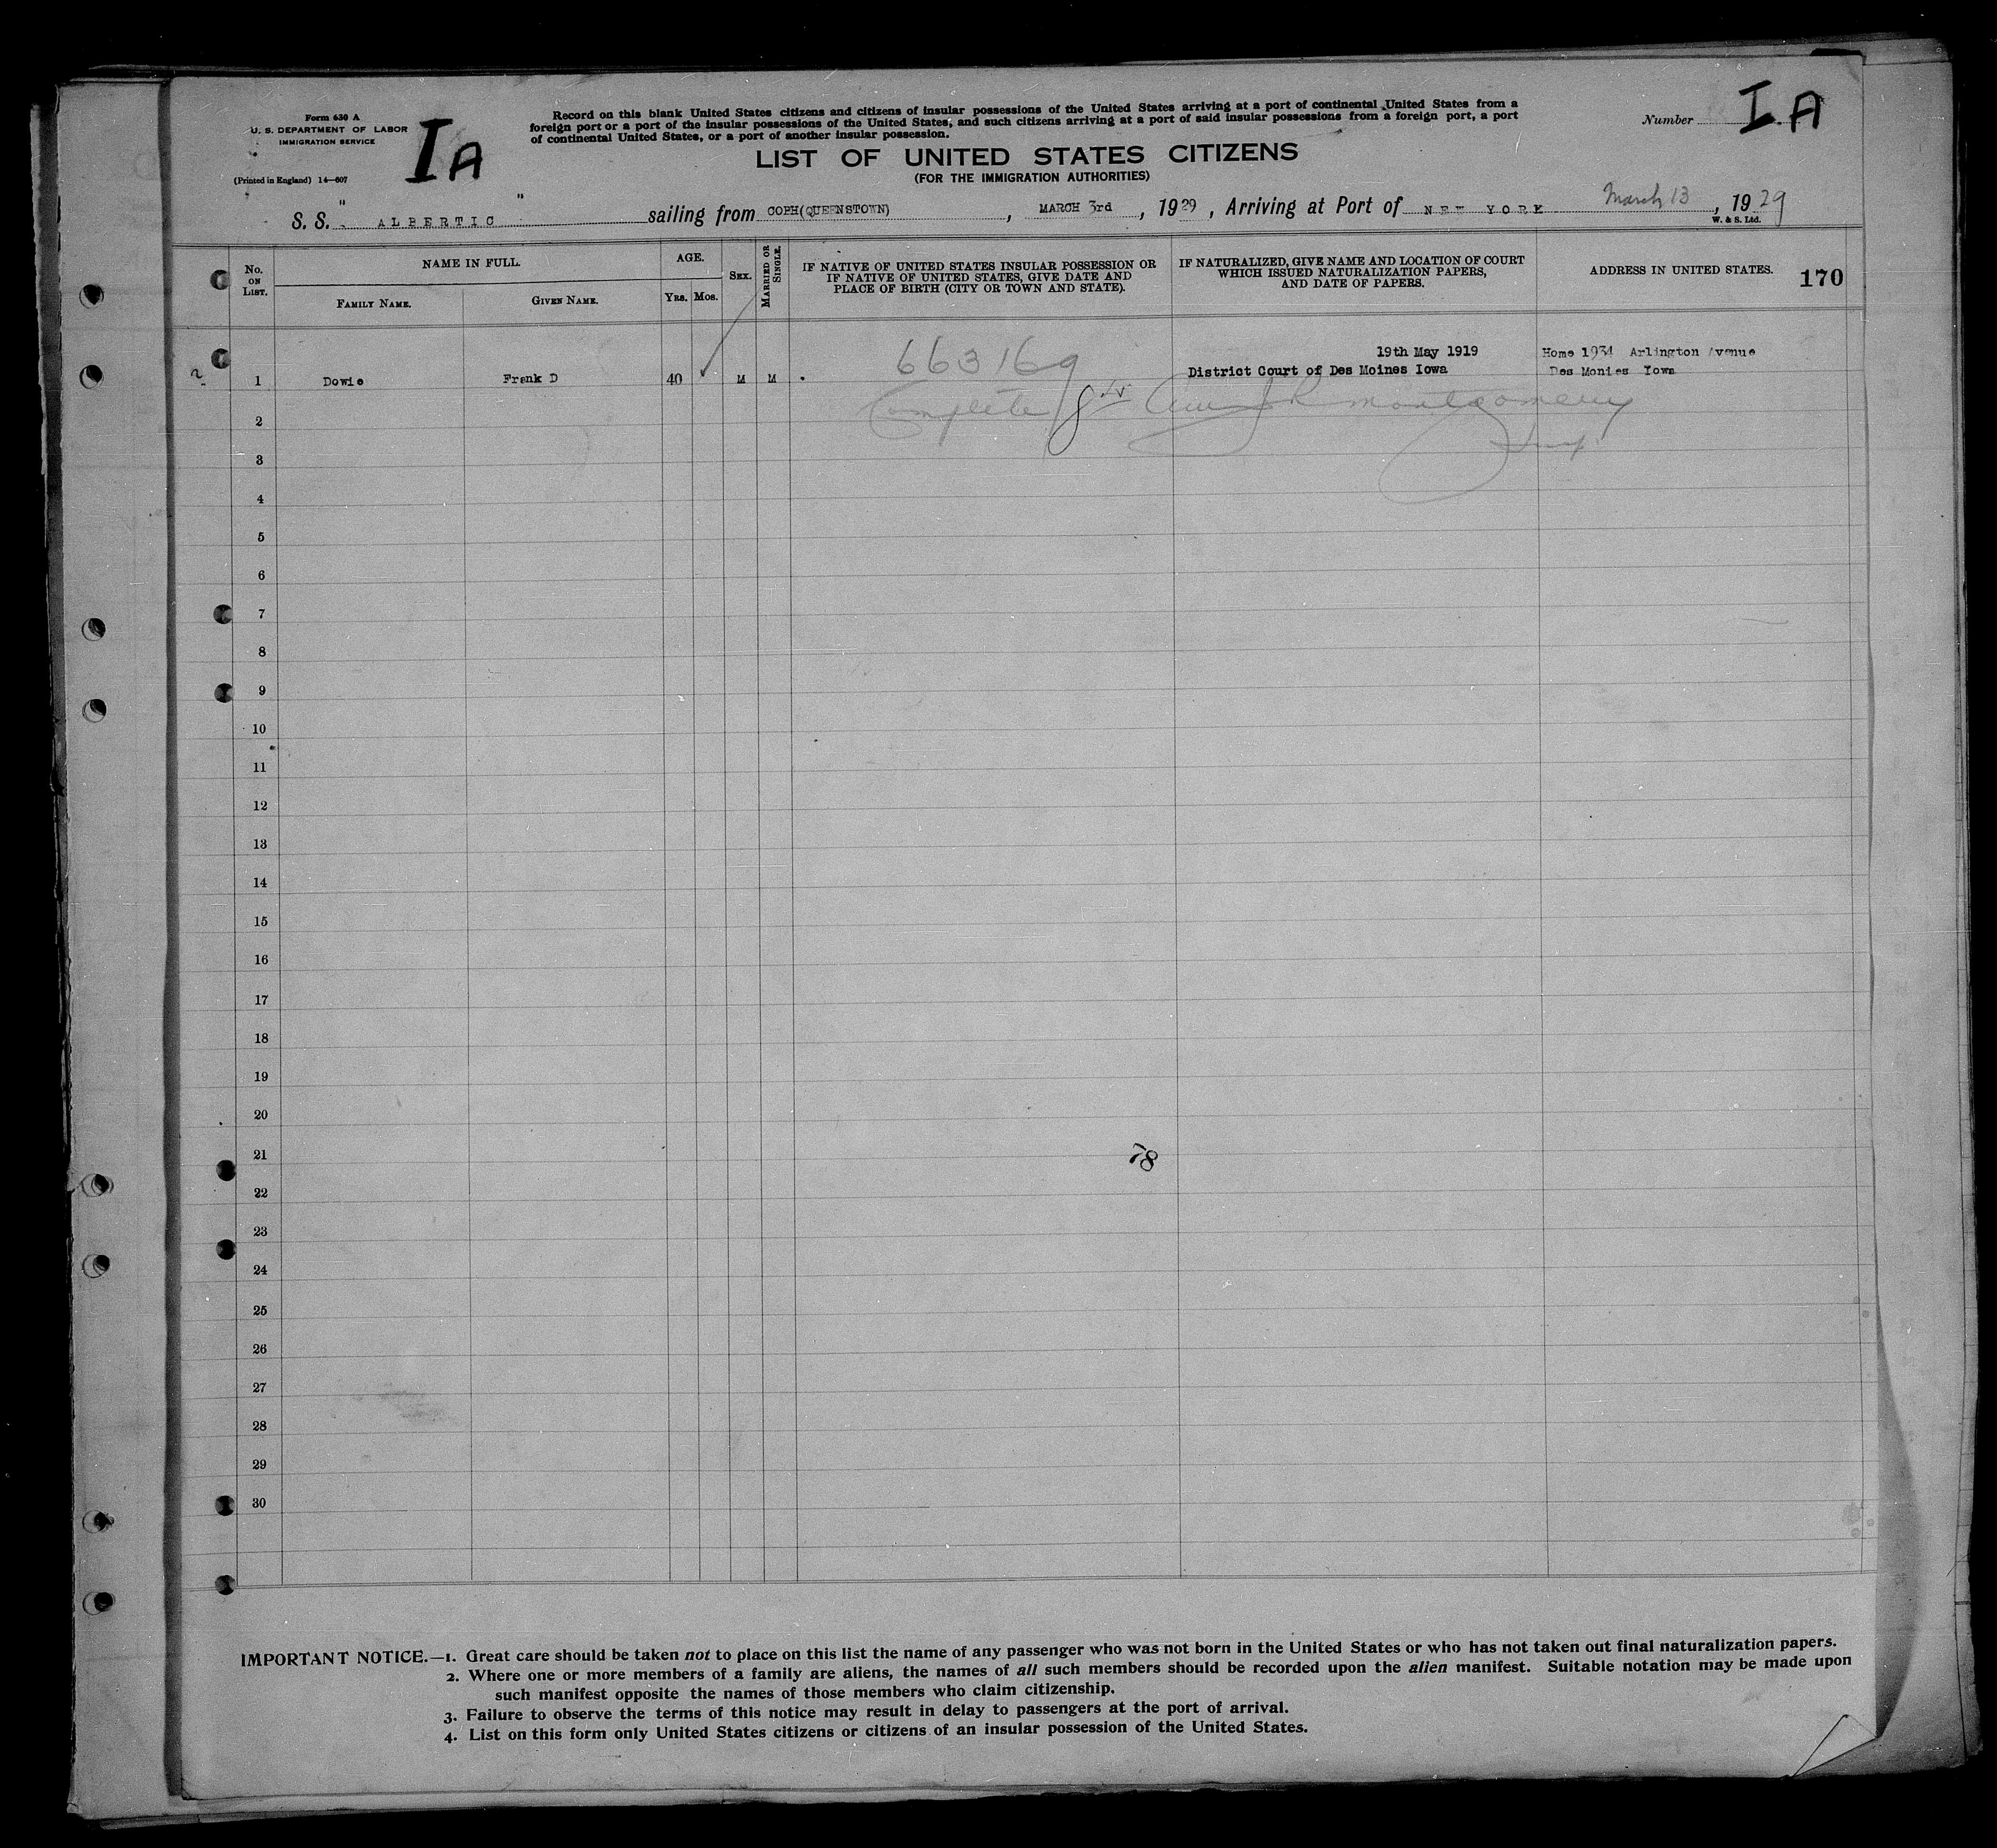 Form 630 A
U. S. DEPARTMENT OF LABOR
IMMIGRATION SERVICE
(Printed in England) 14—607
IA
Record on this blank United States citizens and citizens of insular possessions of the United States arriving at a port of continental United States from a
foreign port or a port of the insular possessions of the United States, and such citizens arriving at a port of said insular possessions from a foreign port, a port
of continental United States, or a port of another insular possession.
Number IA
LIST OF UNITED STATES CITIZENS
(FOR THE IMMIGRATION AUTHORITIES)
S. S. " ALBERTIC " sailing from COBH(QUEENSTOWN) , MARCH 3rd , 1929 , Arriving at Port of NEW YORK March 13 , 1929
W. & S. Ltd.
No. ON LIST.
NAME IN FULL.
FAMILY NAME.
GIVEN NAME.
AGE.
YRS.
MOS.
SEX.
MARRIED OR SINGLE.
IF NATIVE OF UNITED STATES INSULAR POSSESSION OR
IF NATIVE OF UNITED STATES, GIVE DATE AND
PLACE OF BIRTH (CITY OR TOWN AND STATE).
IF NATURALIZED, GIVE NAME AND LOCATION OF COURT
WHICH ISSUED NATURALIZATION PAPERS,
AND DATE OF PAPERS.
ADDRESS IN UNITED STATES.
170
663169
19th May 1919
Home 1934 Arlington Avenue
1 Dowie Frank D 40 M M District Court of Des Moines Iowa Des Monies Iowa
Complete Montgomery
2
3
4
5
6
7
8
9
10
11
12
13
14
15
16
17
18
19
20
21
78
22
23
24
25
26
27
28
29
30
IMPORTANT NOTICE.—1. Great care should be taken not to place on this list the name of any passenger who was not born in the United States or who has not taken out final naturalization papers.
2. Where one or more members of a family are aliens, the names of all such members should be recorded upon the alien manifest. Suitable notation may be made upon
such manifest opposite the names of those members who claim citizenship.
3. Failure to observe the terms of this notice may result in delay to passengers at the port of arrival.
4. List on this form only United States citizens or citizens of an insular possession of the United States.